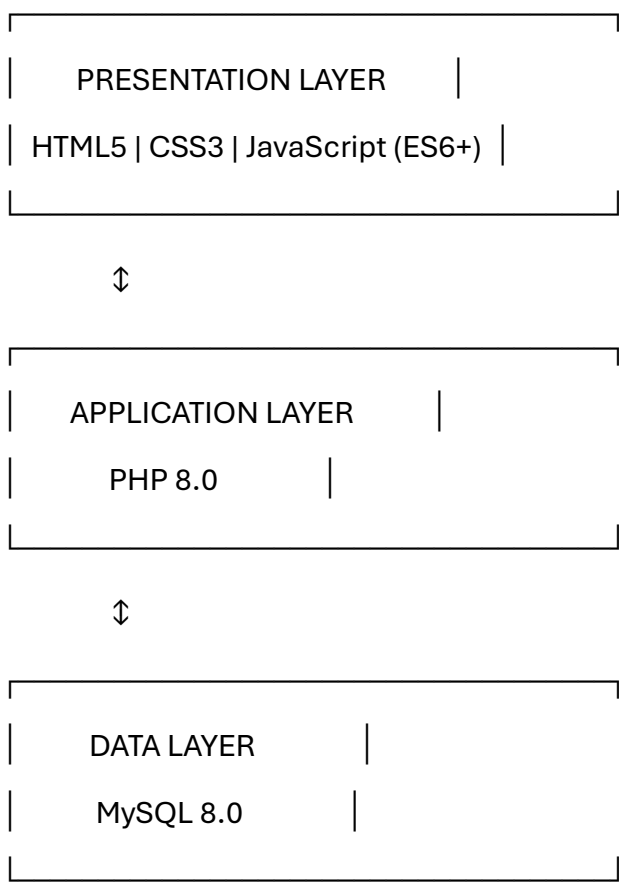 PRESENTATION LAYER
HTML5 | CSS3 | JavaScript (ES6+)
↕
APPLICATION LAYER
PHP 8.0
↕
DATA LAYER
MySQL 8.0